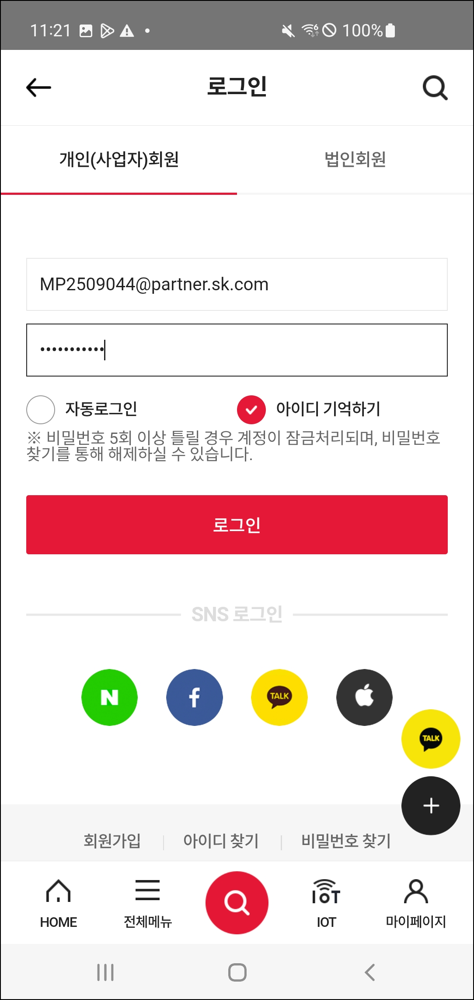 11:21
100%
로그인
개인(사업자)회원
법인회원
MP2509044@partner.sk.com
•••••••••••
자동로그인
아이디 기억하기
※ 비밀번호 5회 이상 틀릴 경우 계정이 잠금처리되며, 비밀번호
찾기를 통해 해제하실 수 있습니다.
로그인
SNS 로그인
N
f
TALK
TALK
회원가입
아이디 찾기
비밀번호 찾기
IOT
HOME
전체메뉴
IOT
마이페이지